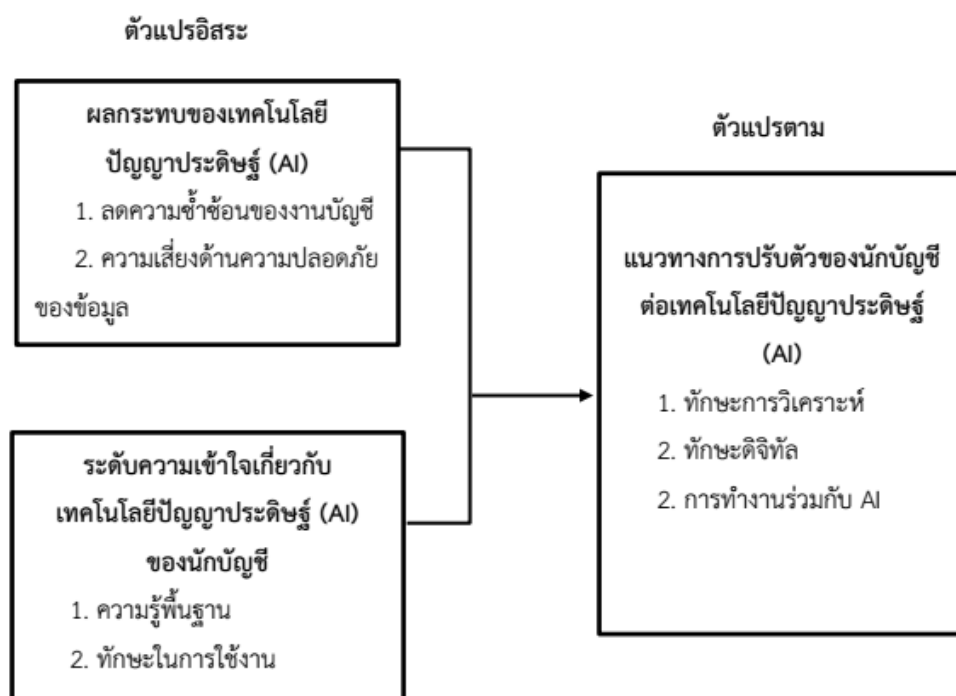 ตัวแปรอิสระ
ผลกระทบของเทคโนโลยี
ปัญญาประดิษฐ์ (AI)
1. ลดความซ้ำซ้อนของงานบัญชี
2. ความเสี่ยงด้านความปลอดภัย
ของข้อมูล
ระดับความเข้าใจเกี่ยวกับ
เทคโนโลยีปัญญาประดิษฐ์ (AI)
ของนักบัญชี
1. ความรู้พื้นฐาน
2. ทักษะในการใช้งาน
ตัวแปรตาม
แนวทางการปรับตัวของนักบัญชี
ต่อเทคโนโลยีปัญญาประดิษฐ์
(AI)
1. ทักษะการวิเคราะห์
2. ทักษะดิจิทัล
2. การทำงานร่วมกับ AI